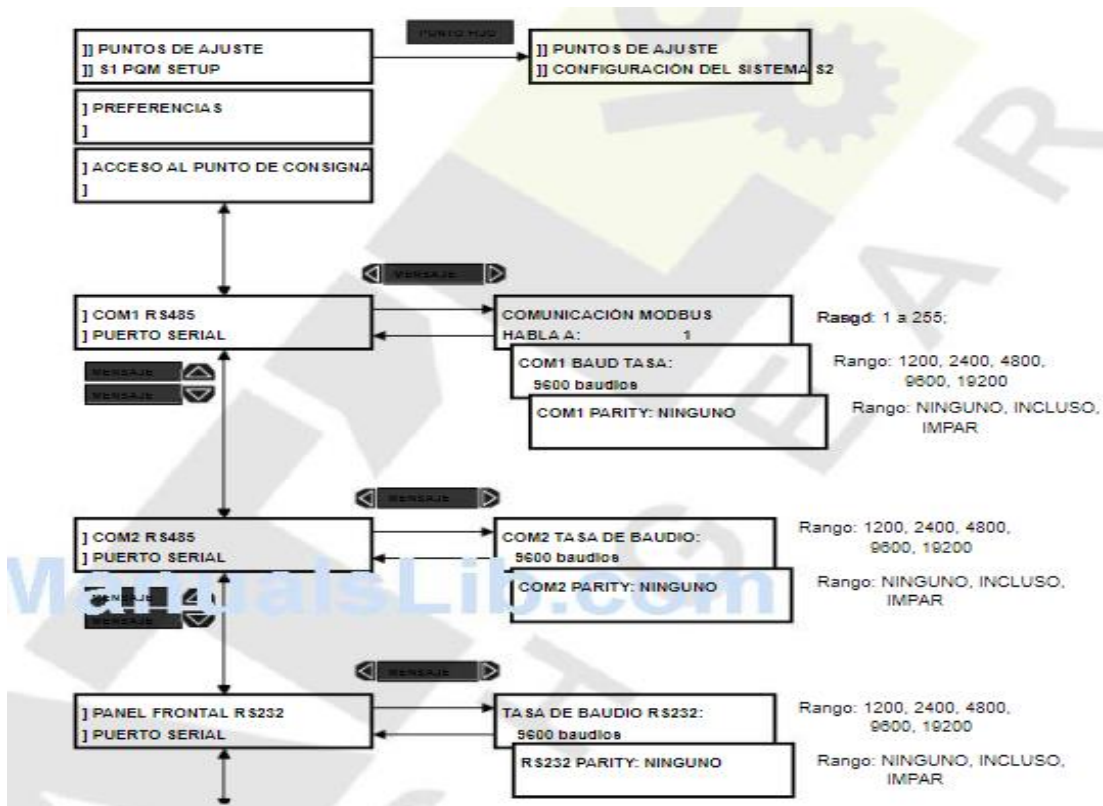 PUNTO FIJO
]] PUNTOS DE AJUSTE
]] S1 PQM SETUP
]] PUNTOS DE AJUSTE
]] CONFIGURACIÓN DEL SISTEMA S2
] PREFERENCIAS
]
] ACCESO AL PUNTO DE CONSIGNA
]
MENSAJE
] COM1 RS485
] PUERTO SERIAL
COMUNICACIÓN MODBUS
HABLA A: 1
1 a 255;
COM1 BAUD TASA:
9600 baudios
Rango: 1200, 2400, 4800,
9600, 19200
MENSAJE
MENSAJE
COM1 PARITY: NINGUNO
Rango: NINGUNO, INCLUSO,
IMPAR
MENSAJE
] COM2 RS485
] PUERTO SERIAL
COM2 TASA DE BAUDIO:
9600 baudios
Rango: 1200, 2400, 4800,
9600, 19200
ManualsLib.com
COM2 PARITY: NINGUNO
Rango: NINGUNO, INCLUSO,
IMPAR
MENSAJE
MENSAJE
MENSAJE
] PANEL FRONTAL RS232
] PUERTO SERIAL
TASA DE BAUDIO RS232:
9600 baudios
Rango: 1200, 2400, 4800,
9600, 19200
RS232 PARITY: NINGUNO
Rango: NINGUNO, INCLUSO,
IMPAR